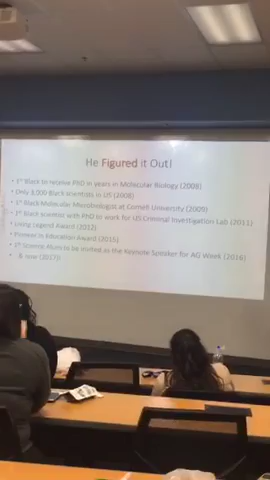 He Figured it Out!
• 1st Black to receive PhD in years in Molecular Biology (2008)
• Only 3,000 Black scientists in US (2008)
• 1st Black Molecular Microbiologist at Cornell University (2009)
• 1st Black scientist with PhD to work for US Criminal Investigation Lab (2011)
• Living Legend Award (2012)
• Pioneer in Education Award (2015)
• 1st Science Alum to be invited as the Keynote Speaker for AG Week (2016)
• & now (2017)!